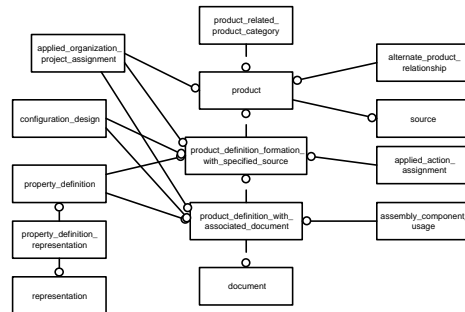 product_related_
product_category
applied_organization_
project_assignment
alternate_product_
relationship
product
configuration_design
source
product_definition_formation_
with_specified_source
applied_action_
assignment
property_definition
product_definition_with_
associated_document
assembly_component_
usage
property_definition_
representation
document
representation